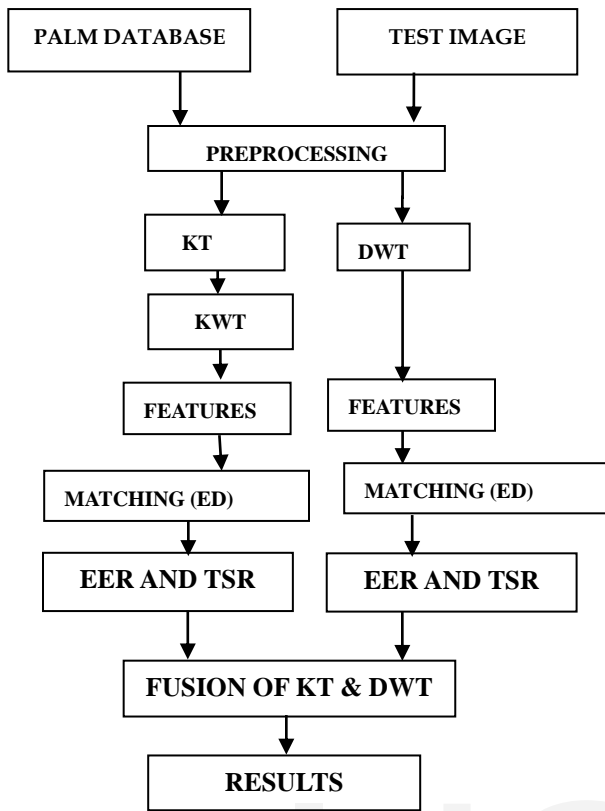 PALM DATABASE
TEST IMAGE
PREPROCESSING
KT
DWT
KWT
FEATURES
FEATURES
MATCHING (ED)
MATCHING (ED)
EER AND TSR
EER AND TSR
FUSION OF KT & DWT
RESULTS